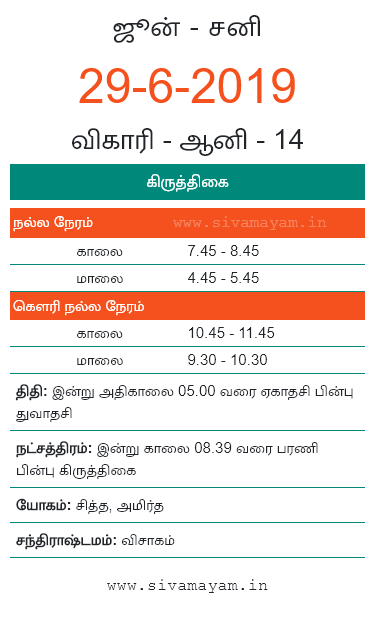 ஜூன் - சனி
29-6-2019
விகாரி - ஆனி - 14
கிருத்திகை
நல்ல நேரம் www.sivamayam.in
காலை 7.45 - 8.45
மாலை 4.45 - 5.45
கௌரி நல்ல நேரம்
காலை 10.45 - 11.45
மாலை 9.30 - 10.30
திதி: இன்று அதிகாலை 05.00 வரை ஏகாதசி பின்பு
துவாதசி
நட்சத்திரம்: இன்று காலை 08.39 வரை பரணி
பின்பு கிருத்திகை
யோகம்: சித்த, அமிர்த
சந்திராஷ்டமம்: விசாகம்
www.sivamayam.in